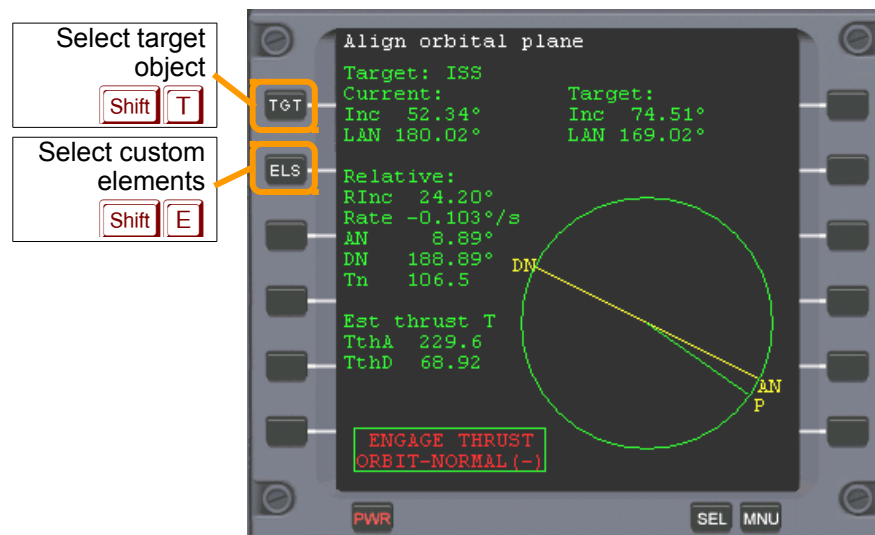 Select target
object
Shift T
Select custom
elements
Shift E
TGT
ELS
Align orbital plane
Target: ISS
Current: Target:
Inc 52.34° Inc 74.51°
LAN 180.02° LAN 169.02°
Relative:
RInc 24.20°
Rate -0.103°/s
AN 8.89°
DN 188.89°
Tn 106.5
Est thrust T
TthA 229.6
TthD 68.92
DN
AN
P
ENGAGE THRUST
ORBIT-NORMAL(-)
PWR SEL MNU